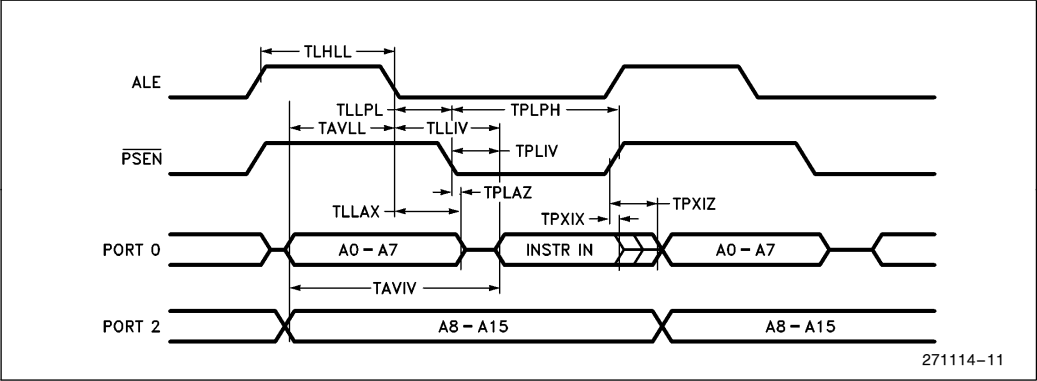 TLHLL
ALE
TLLPL
TPLPH
TAVLL
TLLIV
PSEN
TPLIV
TPLAZ
TLLAX
TPXIZ
TPXIX
PORT 0
A0 – A7
INSTR IN
A0 – A7
TAVIV
PORT 2
A8 – A15
A8 – A15
271114–11